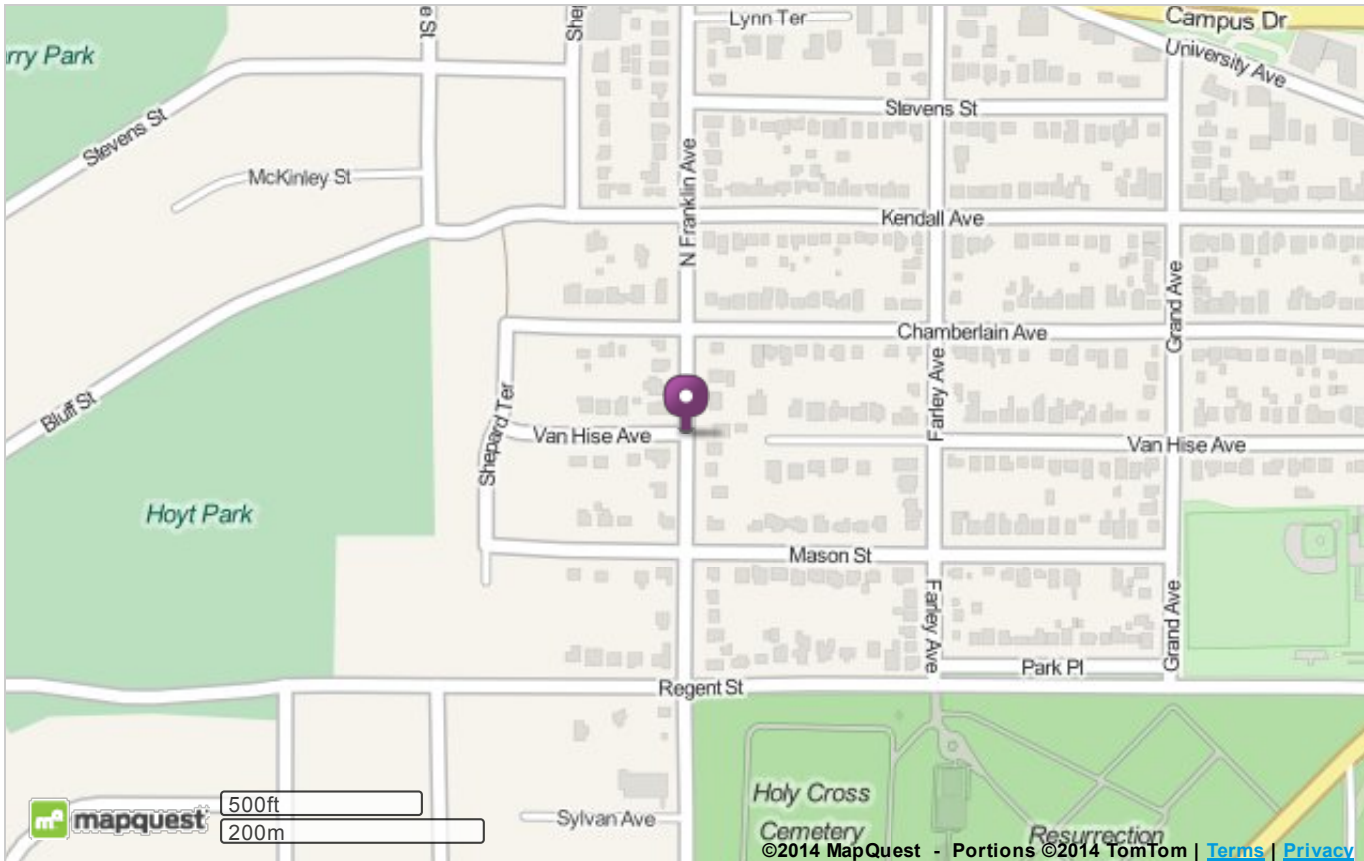 Lynn Ter
Campus Dr
University Ave
rry Park
e St
Shep
Stevens St
Stevens St
McKinley St
N Franklin Ave
Kendall Ave
Grand Ave
Chamberlain Ave
Farley Ave
Bluff St
Shepard Ter
Van Hise Ave
Van Hise Ave
Hoyt Park
Mason St
Farley Ave
Grand Ave
Park Pl
Regent St
Holy Cross
Cemetery
Resurrection
Sylvan Ave
500ft
200m
mapquest
©2014 MapQuest - Portions ©2014 TomTom | Terms | Privacy